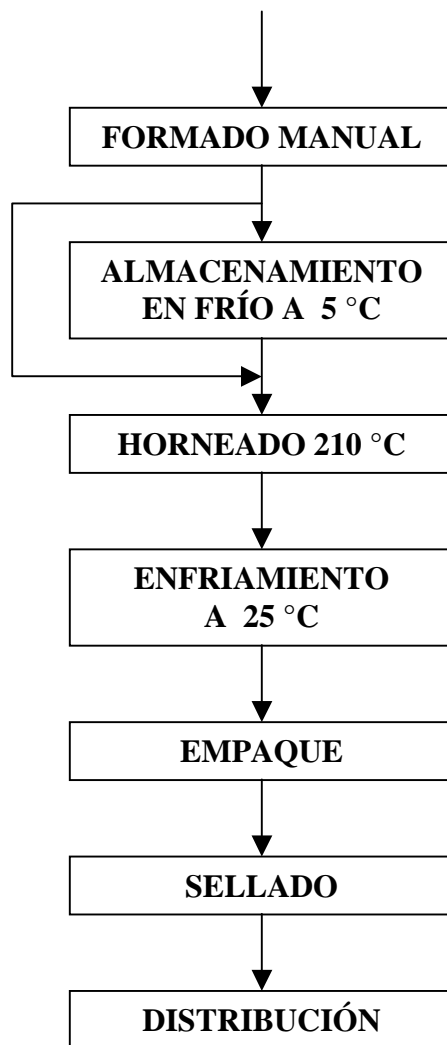 FORMADO MANUAL
ALMACENAMIENTO
EN FRÍO A 5 °C
HORNEADO 210 °C
ENFRIAMIENTO
A 25 °C
EMPAQUE
SELLADO
DISTRIBUCIÓN